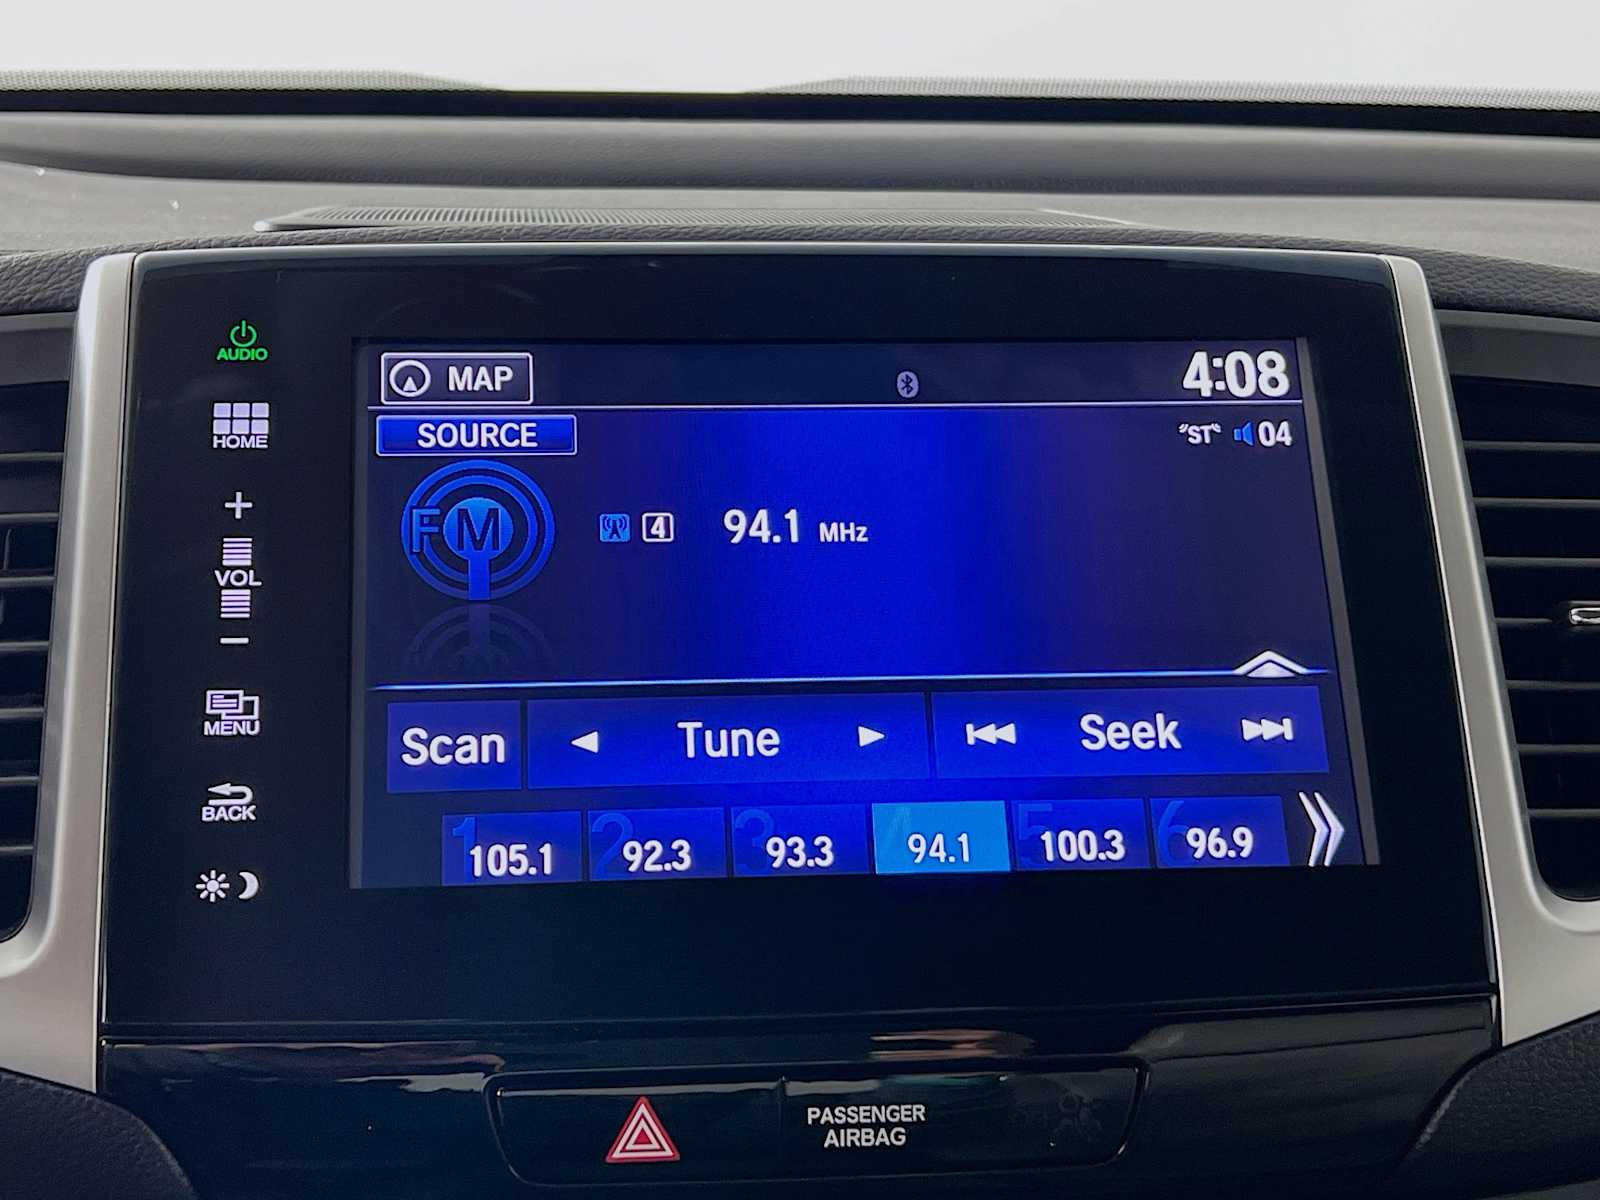 AUDIO
HOME
+
VOL
−
MENU
BACK
MAP
4:08
SOURCE
"ST" 04
FM
4 94.1 MHz
Scan Tune Seek
1 105.1 2 92.3 3 93.3 4 94.1 5 100.3 6 96.9
PASSENGER
AIRBAG